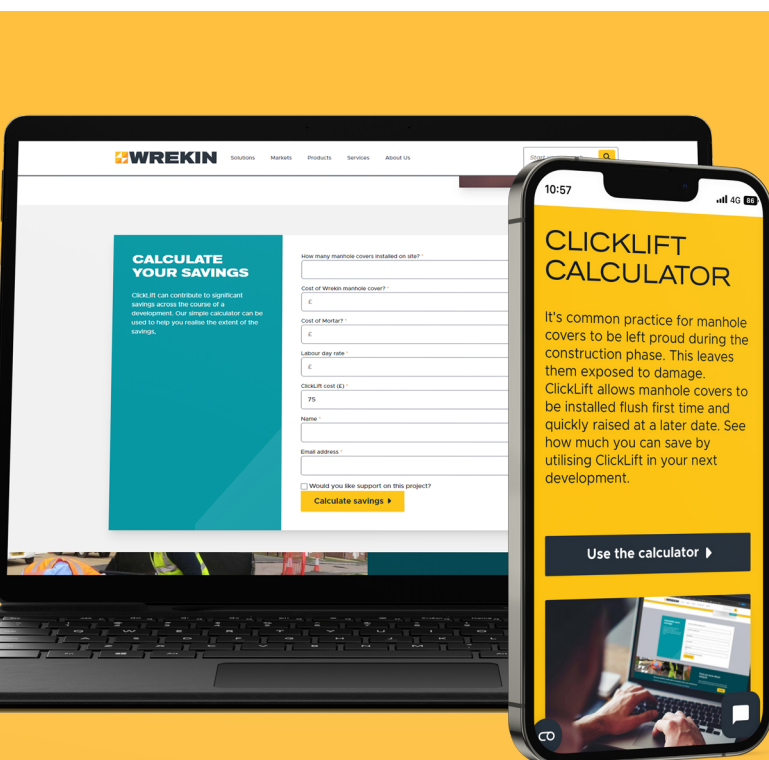 WREKIN
Solutions Markets Products Services About Us
CALCULATE
YOUR SAVINGS
ClickLift can contribute to significant
savings across the course of a
development. Our simple calculator can be
used to help you realise the extent of the
savings.
How many manhole covers installed on site? *
Cost of Wrekin manhole cover? *
£
Cost of Mortar? *
£
Labour day rate *
£
ClickLift cost (£) *
75
Name *
Email address *
Would you like support on this project?
Calculate savings
10:57
4G 86
CLICKLIFT
CALCULATOR
It's common practice for manhole
covers to be left proud during the
construction phase. This leaves
them exposed to damage.
ClickLift allows manhole covers to
be installed flush first time and
quickly raised at a later date. See
how much you can save by
utilising ClickLift in your next
development.
Use the calculator